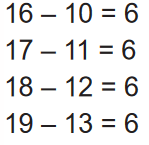 16 – 10 = 6
17 – 11 = 6
18 – 12 = 6
19 – 13 = 6